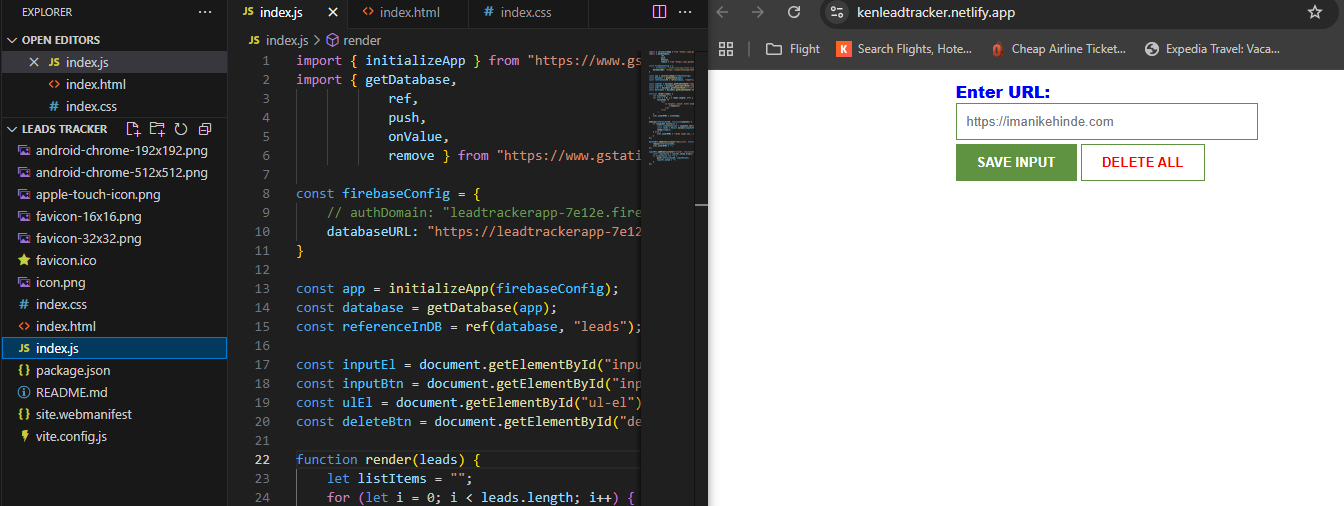 EXPLORER
OPEN EDITORS
JS index.js
<> index.html
# index.css
LEADS TRACKER
android-chrome-192x192.png
android-chrome-512x512.png
apple-touch-icon.png
favicon-16x16.png
favicon-32x32.png
favicon.ico
icon.png
# index.css
<> index.html
JS index.js
{} package.json
README.md
{} site.webmanifest
vite.config.js
JS index.js
<> index.html
# index.css
JS index.js > render
1 import { initializeApp } from "https://www.gst
2 import { getDatabase,
3 ref,
4 push,
5 onValue,
6 remove } from "https://www.gstati
7
8 const firebaseConfig = {
9 // authDomain: "leadtrackerapp-7e12e.fire
10 databaseURL: "https://leadtrackerapp-7e12
11 }
12
13 const app = initializeApp(firebaseConfig);
14 const database = getDatabase(app);
15 const referenceInDB = ref(database, "leads");
16
17 const inputEl = document.getElementById("inpu
18 const inputBtn = document.getElementById("inp
19 const ulEl = document.getElementById("ul-el")
20 const deleteBtn = document.getElementById("de
21
22 function render(leads) {
23 let listItems = "";
24 for (let i = 0; i < leads.length; i++) {
kenleadtracker.netlify.app
Flight
K Search Flights, Hote...
Cheap Airline Ticket...
Expedia Travel: Vaca...
Enter URL:
https://imanikehinde.com
SAVE INPUT
DELETE ALL